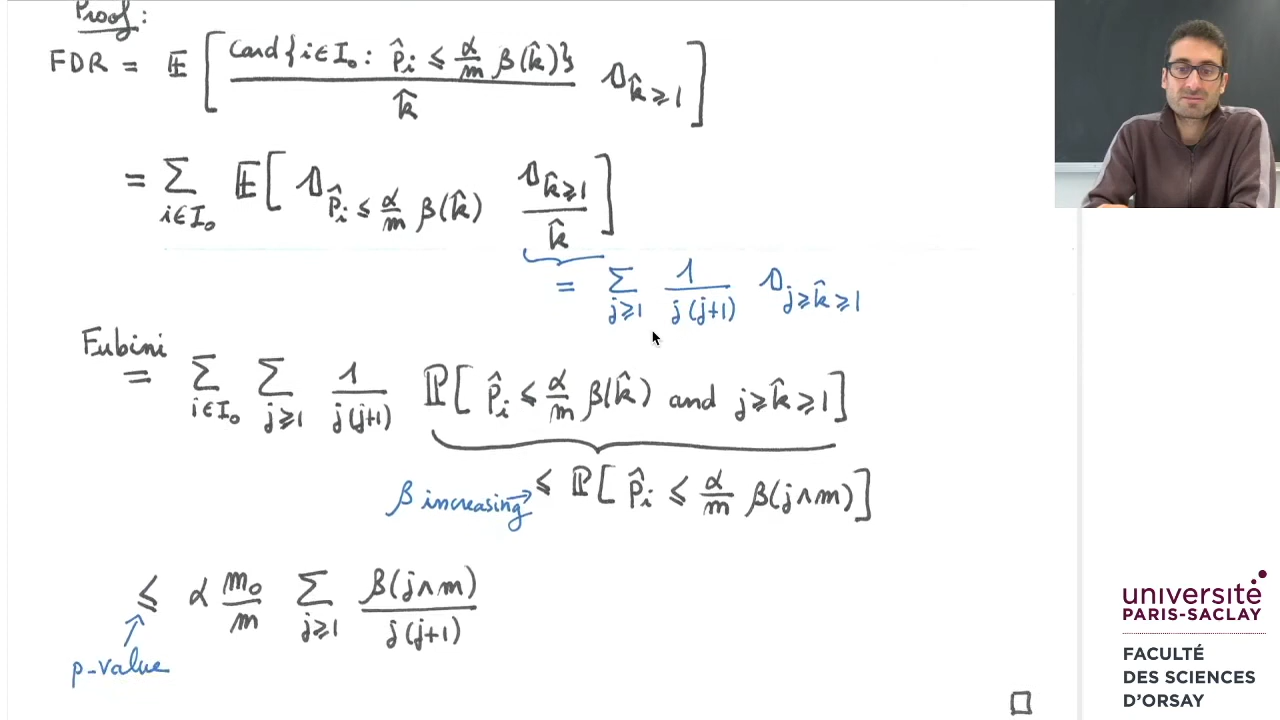 Proof:
FDR = 𝔼[ Card{i∈I₀ : p̂ᵢ ≤ α/m β(k̂)} / k̂ 𝟙_{k̂≥1} ]
= Σ_{i∈I₀} 𝔼[ 𝟙_{p̂ᵢ ≤ α/m β(k̂)} 𝟙_{k̂≥1} / k̂ ]
= Σ_{j≥1} 1/(j(j+1)) 𝟙_{j≥k̂≥1}
Fubini
= Σ_{i∈I₀} Σ_{j≥1} 1/(j(j+1)) ℙ[ p̂ᵢ ≤ α/m β(k̂) and j≥k̂≥1 ]
β increasing → ≤ ℙ[ p̂ᵢ ≤ α/m β(j∧m) ]
≤ α m₀/m Σ_{j≥1} β(j∧m)/(j(j+1))
p-value
□
université
PARIS-SACLAY
FACULTÉ
DES SCIENCES
D'ORSAY